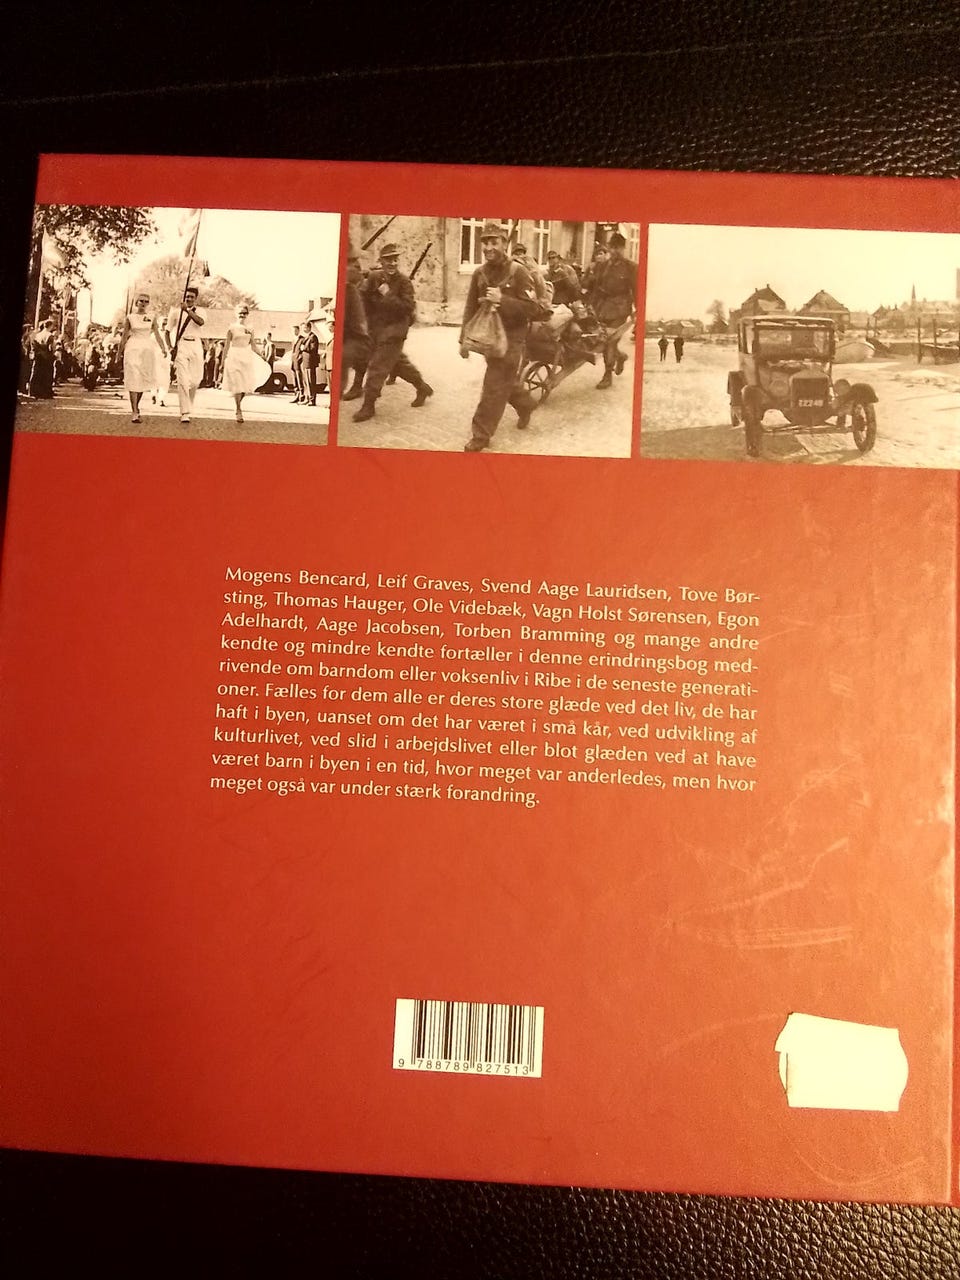 Mogens Bencard, Leif Graves, Svend Aage Lauridsen, Tove Bør-
sting, Thomas Hauger, Ole Videbæk, Vagn Holst Sørensen, Egon
Adelhardt, Aage Jacobsen, Torben Bramming og mange andre
kendte og mindre kendte fortæller i denne erindringsbog med-
rivende om barndom eller voksenliv i Ribe i de seneste generati-
oner. Fælles for dem alle er deres store glæde ved det liv, de har
haft i byen, uanset om det har været i små kår, ved udvikling af
kulturlivet, ved slid i arbejdslivet eller blot glæden ved at have
været barn i byen i en tid, hvor meget var anderledes, men hvor
meget også var under stærk forandring.
9 788789 827513